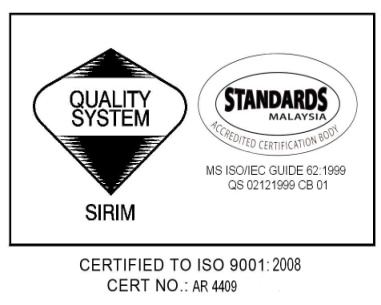 QUALITY
SYSTEM
SIRIM
STANDARDS
MALAYSIA
ACCREDITED CERTIFICATION BODY
MS ISO/IEC GUIDE 62:1999
QS 02121999 CB 01
CERTIFIED TO ISO 9001:2008
CERT NO.: AR 4409